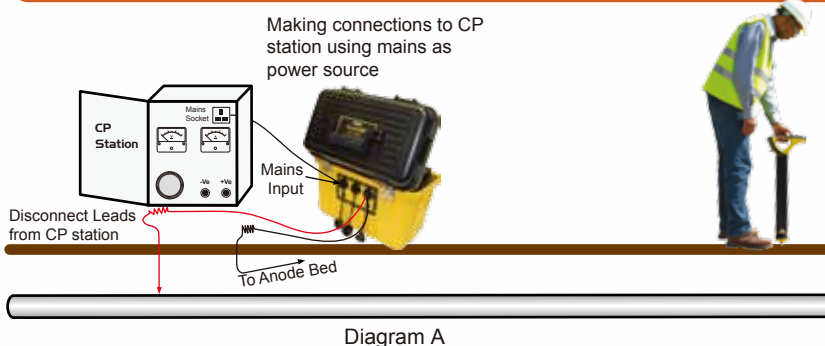 Making connections to CP
station using mains as
power source
Mains
Socket
CP
Station
-Ve +Ve
Mains
Input
Disconnect Leads
from CP station
To Anode Bed
Diagram A